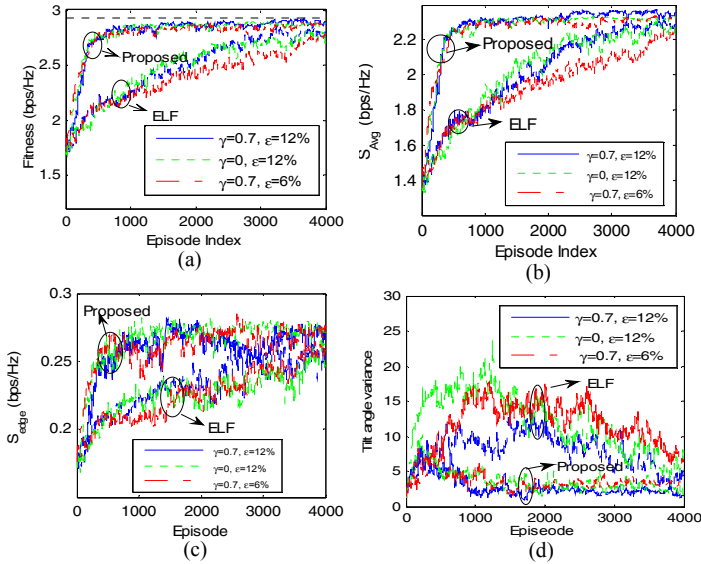 3
2.5
2
1.5
Fitness (bps/Hz)
Proposed
ELF
γ=0.7, ε=12%
γ=0, ε=12%
γ=0.7, ε=6%
0 1000 2000 3000 4000
Episode Index
(a)
2.2
2
1.8
1.6
1.4
S_Avg (bps/Hz)
Proposed
ELF
γ=0.7, ε=12%
γ=0, ε=12%
γ=0.7, ε=6%
0 1000 2000 3000 4000
Episode Index
(b)
0.3
0.25
0.2
S_edge (bps/Hz)
Proposed
ELF
γ=0.7, ε=12%
γ=0, ε=12%
γ=0.7, ε=6%
0 1000 2000 3000 4000
Episode
(c)
30
25
20
15
10
5
0
Tilt angle variance
γ=0.7, ε=12%
γ=0, ε=12%
γ=0.7, ε=6%
ELF
Proposed
0 1000 2000 3000 4000
Episeode
(d)